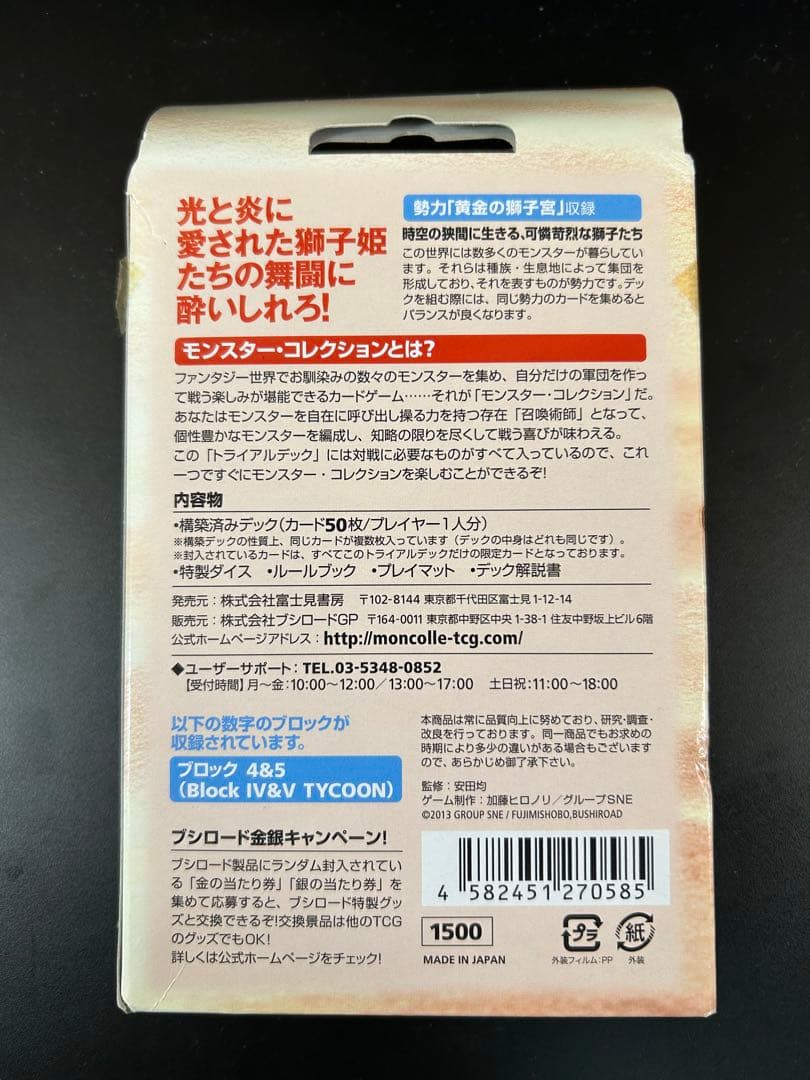 光と炎に
愛された獅子姫
たちの舞闘に
酔いしれろ!
勢力「黄金の獅子宮」収録
時空の狭間に生きる、可憐苛烈な獅子たち
この世界には数多くのモンスターが暮らしてい
ます。それらは種族・生息地によって集団を
形成しており、それを表すものが勢力です。デッ
クを組む際には、同じ勢力のカードを集めると
バランスが良くなります。
モンスター・コレクションとは?
ファンタジー世界でお馴染みの数々のモンスターを集め、自分だけの軍団を作っ
て戦う楽しみが堪能できるカードゲーム……それが「モンスター・コレクション」だ。
あなたはモンスターを自在に呼び出し操る力を持つ存在「召喚術師」となって、
個性豊かなモンスターを編成し、知略の限りを尽くして戦う喜びが味わえる。
この「トライアルデック」には対戦に必要なものがすべて入っているので、これ
一つですぐにモンスター・コレクションを楽しむことができるぞ!
内容物
・構築済みデック(カード50枚/プレイヤー1人分)
※構築デックの性質上、同じカードが複数枚入っています(デックの中身はどれも同じです)。
※封入されているカードは、すべてこのトライアルデックだけの限定カードとなっております。
・特製ダイス ・ルールブック ・プレイマット ・デック解説書
発売元:株式会社富士見書房 〒102-8144 東京都千代田区富士見1-12-14
販売元:株式会社ブシロードGP 〒164-0011 東京都中野区中央1-38-1 住友中野坂上ビル6階
公式ホームページアドレス:http://moncolle-tcg.com/
◆ユーザーサポート:TEL.03-5348-0852
【受付時間】月~金:10:00~12:00/13:00~17:00 土日祝:11:00~18:00
以下の数字のブロックが
収録されています。
ブロック 4&5
(Block IV&V TYCOON)
本商品は常に品質向上に努めており、研究・調査・
改良を行っております。同一商品でもお求めの
時期により多少の違いがある場合もございます
ので、あらかじめ御了承下さい。
監修:安田均
ゲーム制作:加藤ヒロノリ/グループSNE
©2013 GROUP SNE / FUJIMISHOBO,BUSHIROAD
ブシロード金銀キャンペーン!
ブシロード製品にランダム封入されてい
る「金の当たり券」「銀の当たり券」を
集めて応募すると、ブシロード特製グッ
ズと交換できるぞ!交換景品は他のTCG
のグッズでもOK!
詳しくは公式ホームページをチェック!
4 582451 270585
1500
MADE IN JAPAN
プラ
外装フィルム:PP
紙
外装